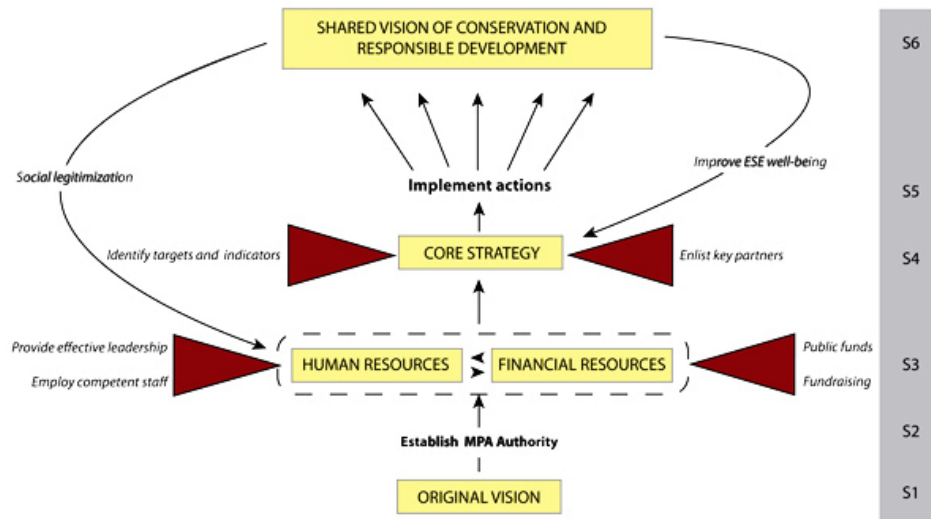 SHARED VISION OF CONSERVATION AND
RESPONSIBLE DEVELOPMENT
S6
Social legitimization
Improve ESE well-being
Implement actions
S5
Identify targets and indicators
CORE STRATEGY
Enlist key partners
S4
Provide effective leadership
Employ competent staff
HUMAN RESOURCES
FINANCIAL RESOURCES
Public funds
Fundraising
S3
Establish MPA Authority
S2
ORIGINAL VISION
S1